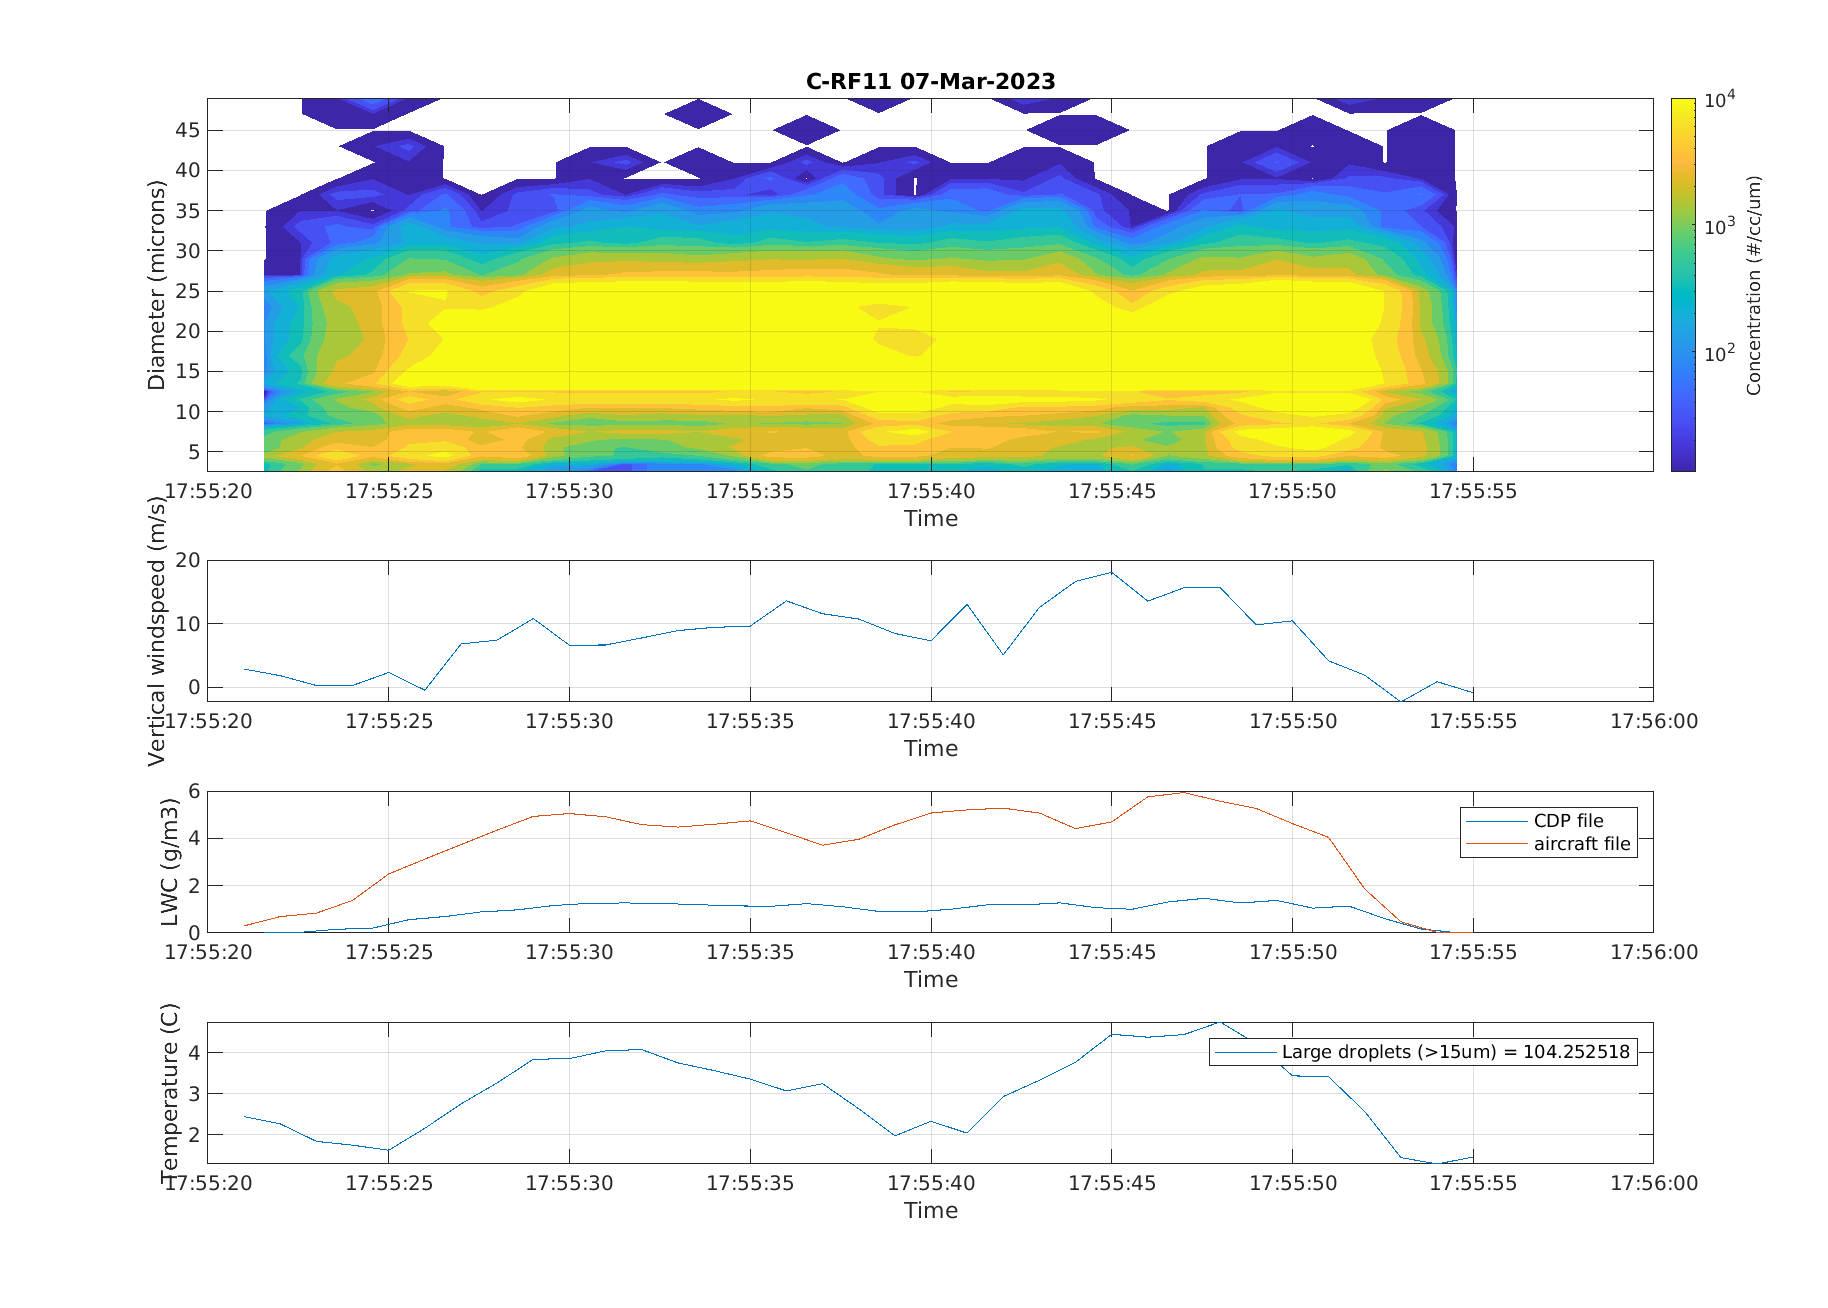 C-RF11 07-Mar-2023
Diameter (microns)
45
40
35
30
25
20
15
10
5
17:55:20 17:55:25 17:55:30 17:55:35 17:55:40 17:55:45 17:55:50 17:55:55
Time
10^4
10^3
10^2
Concentration (#/cc/um)
Vertical windspeed (m/s)
20
10
0
17:55:20 17:55:25 17:55:30 17:55:35 17:55:40 17:55:45 17:55:50 17:55:55 17:56:00
Time
LWC (g/m3)
6
4
2
0
CDP file
aircraft file
17:55:20 17:55:25 17:55:30 17:55:35 17:55:40 17:55:45 17:55:50 17:55:55 17:56:00
Time
Temperature (C)
4
3
2
Large droplets (>15um) = 104.252518
17:55:20 17:55:25 17:55:30 17:55:35 17:55:40 17:55:45 17:55:50 17:55:55 17:56:00
Time